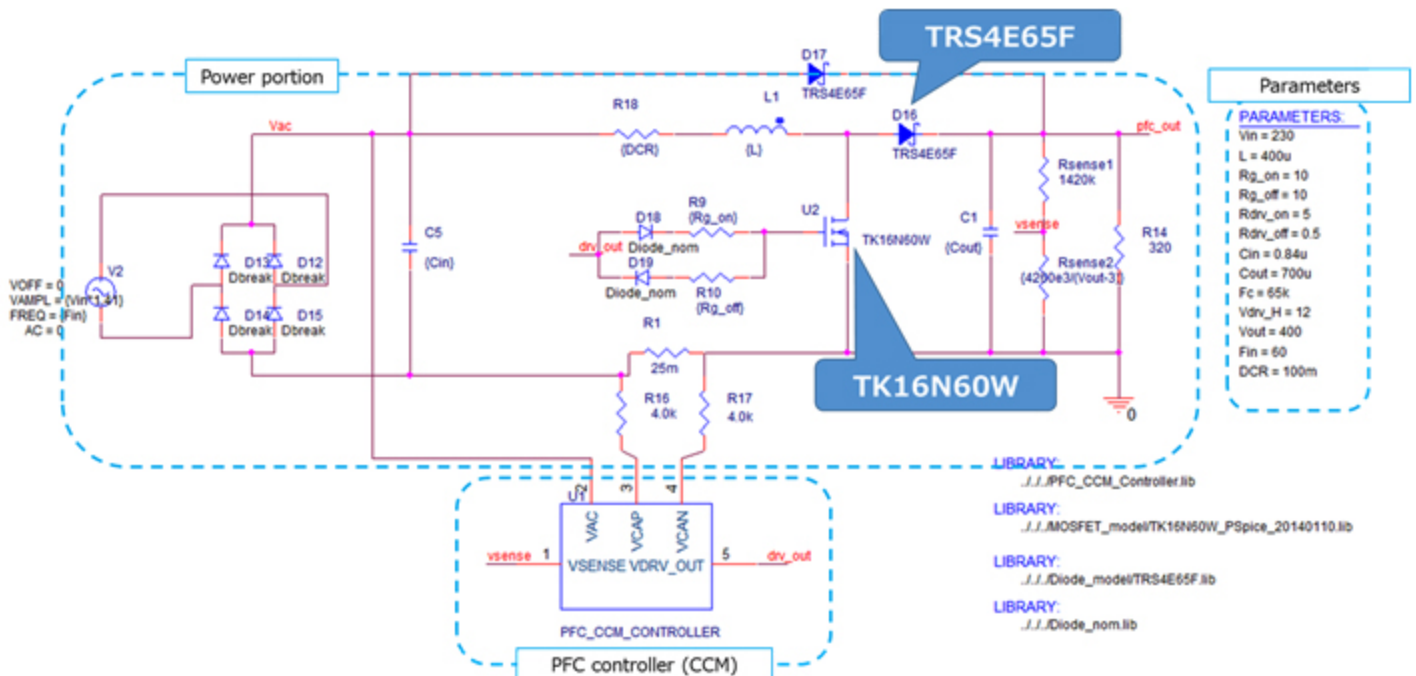 TRS4E65F
Power portion
Parameters
D17
TRS4E65F
PARAMETERS:
Vin = 230
L = 400u
Rg_on = 10
Rg_off = 10
Rdrv_on = 5
Rdrv_off = 0.5
Cin = 0.84u
Cout = 700u
Fc = 65k
Vdrv_H = 12
Vout = 400
Fin = 60
DCR = 100m
Vac
R18
{DCR}
L1
{L}
D16
TRS4E65F
pfc_out
Rsense1
1420k
vsense
Rsense2
{4260e3/(Vout-3)}
R14
320
C1
{Cout}
U2
TK16N60W
R9
{Rg_on}
D18
Diode_nom
drv_out
D19
Diode_nom
R10
{Rg_off}
C5
{Cin}
V2
VOFF = 0
VAMPL = {Vin*1.41}
FREQ = {Fin}
AC = 0
D13
Dbreak
D12
Dbreak
D14
Dbreak
D15
Dbreak
R1
25m
TK16N60W
R16
4.0k
R17
4.0k
0
U1
2
3
4
VAC
VCAP
VCAN
vsense
1
VSENSE
VDRV_OUT
5
drv_out
PFC_CCM_CONTROLLER
PFC controller (CCM)
LIBRARY:
../../../PFC_CCM_Controller.lib
LIBRARY:
../../../MOSFET_model/TK16N60W_PSpice_20140110.lib
LIBRARY:
../../../Diode_model/TRS4E65F.lib
LIBRARY:
../../../Diode_nom.lib